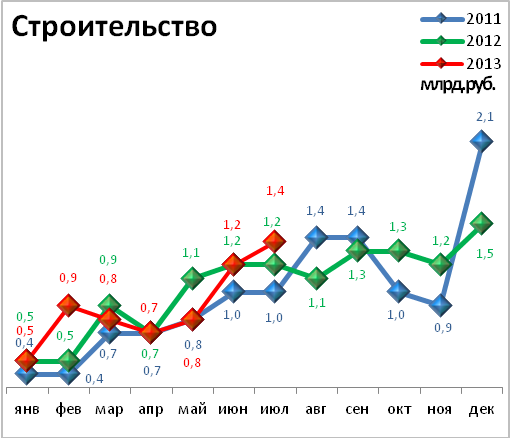 Строительство
2011
2012
2013
млрд.руб.
2,1
1,4
1,4 1,4
1,2 1,2 1,3
1,2 1,1 1,2
0,9 1,5
0,9 0,8 1,3
1,1
0,5 0,7 1,0 1,0 1,0
0,5 0,9
0,4 0,5 0,7 0,7 0,8
0,4 0,7 0,8
янв фев мар апр май июн июл авг сен окт ноя дек